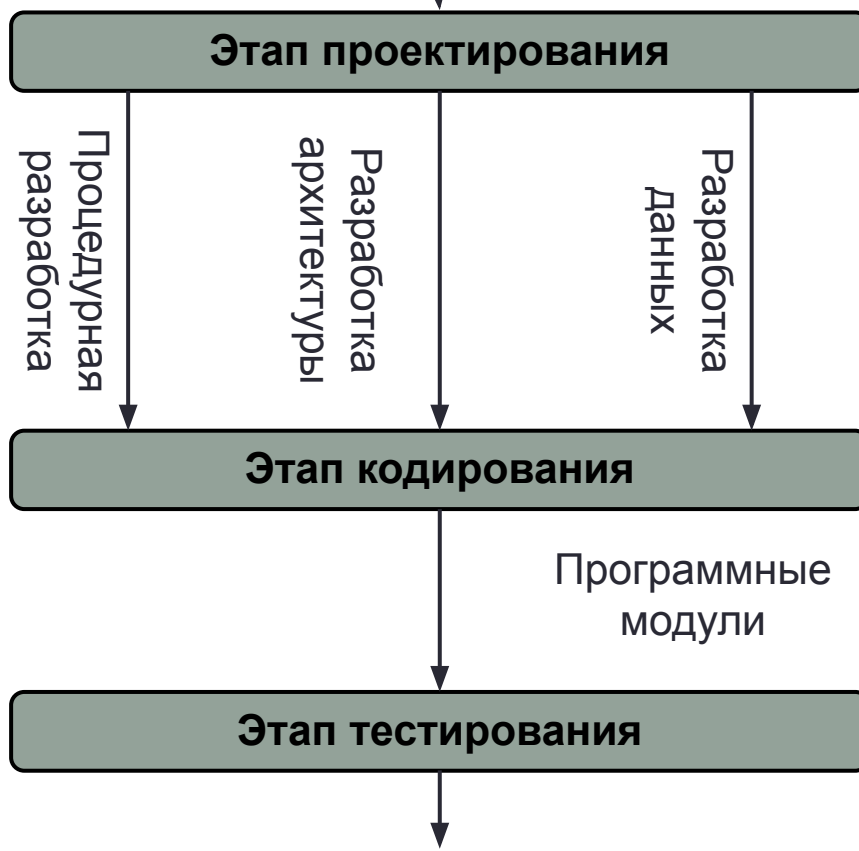 Этап проектирования
Процедурная
разработка
Разработка
архитектуры
Разработка
данных
Этап кодирования
Программные
модули
Этап тестирования